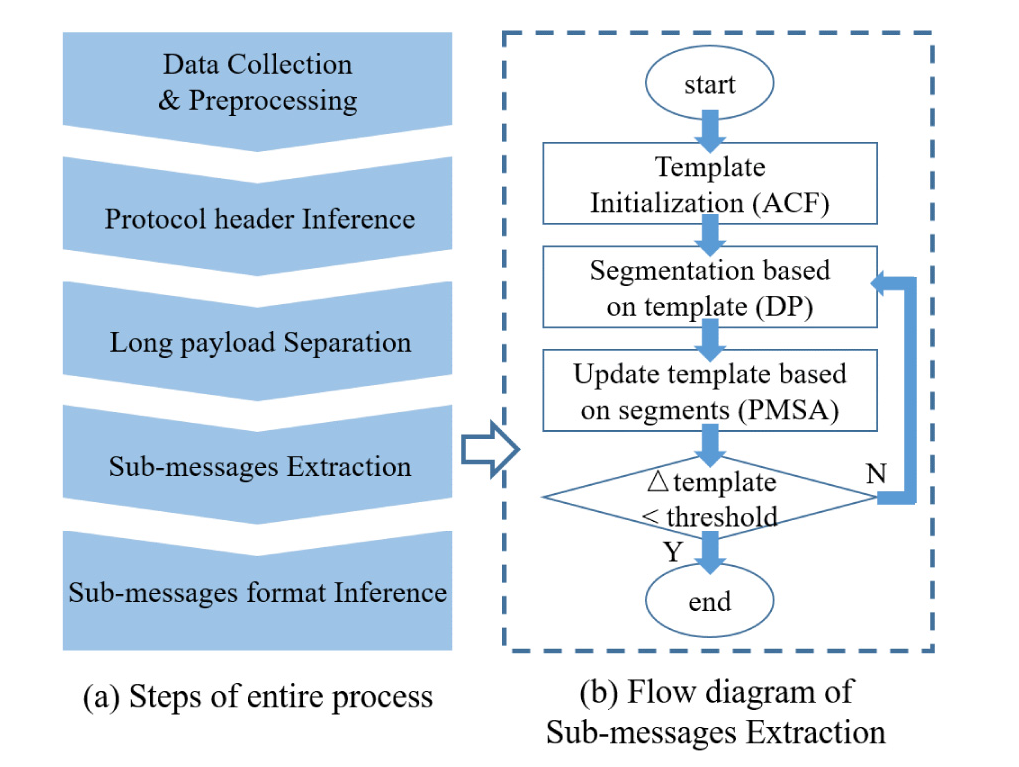 Data Collection
& Preprocessing
Protocol header Inference
Long payload Separation
Sub-messages Extraction
Sub-messages format Inference
(a) Steps of entire process
start
Template
Initialization (ACF)
Segmentation based
on template (DP)
Update template based
on segments (PMSA)
△template
< threshold
N
Y
end
(b) Flow diagram of
Sub-messages Extraction